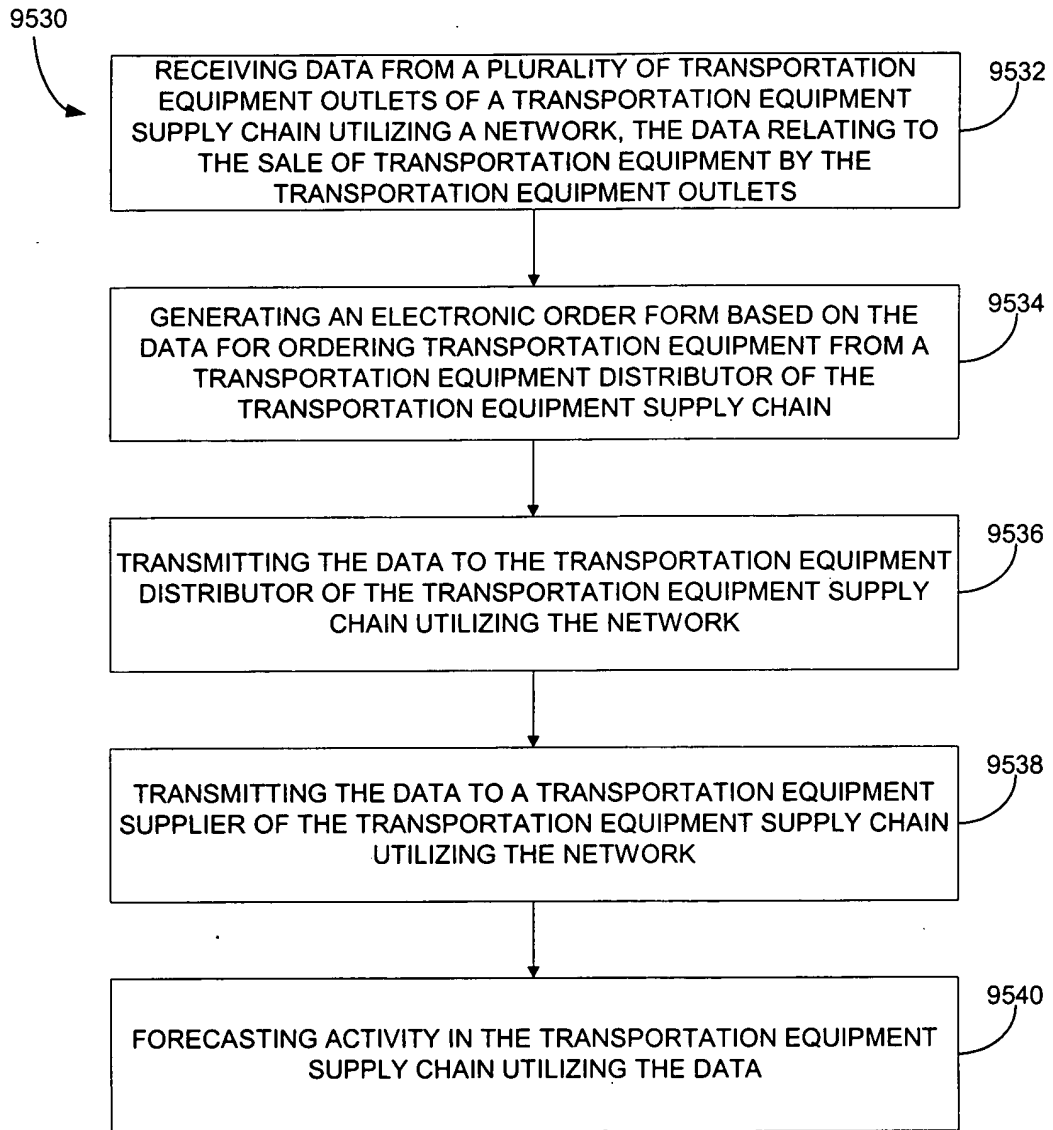 9530
RECEIVING DATA FROM A PLURALITY OF TRANSPORTATION
EQUIPMENT OUTLETS OF A TRANSPORTATION EQUIPMENT
SUPPLY CHAIN UTILIZING A NETWORK, THE DATA RELATING TO
THE SALE OF TRANSPORTATION EQUIPMENT BY THE
TRANSPORTATION EQUIPMENT OUTLETS
9532
GENERATING AN ELECTRONIC ORDER FORM BASED ON THE
DATA FOR ORDERING TRANSPORTATION EQUIPMENT FROM A
TRANSPORTATION EQUIPMENT DISTRIBUTOR OF THE
TRANSPORTATION EQUIPMENT SUPPLY CHAIN
9534
TRANSMITTING THE DATA TO THE TRANSPORTATION EQUIPMENT
DISTRIBUTOR OF THE TRANSPORTATION EQUIPMENT SUPPLY
CHAIN UTILIZING THE NETWORK
9536
TRANSMITTING THE DATA TO A TRANSPORTATION EQUIPMENT
SUPPLIER OF THE TRANSPORTATION EQUIPMENT SUPPLY CHAIN
UTILIZING THE NETWORK
9538
FORECASTING ACTIVITY IN THE TRANSPORTATION EQUIPMENT
SUPPLY CHAIN UTILIZING THE DATA
9540